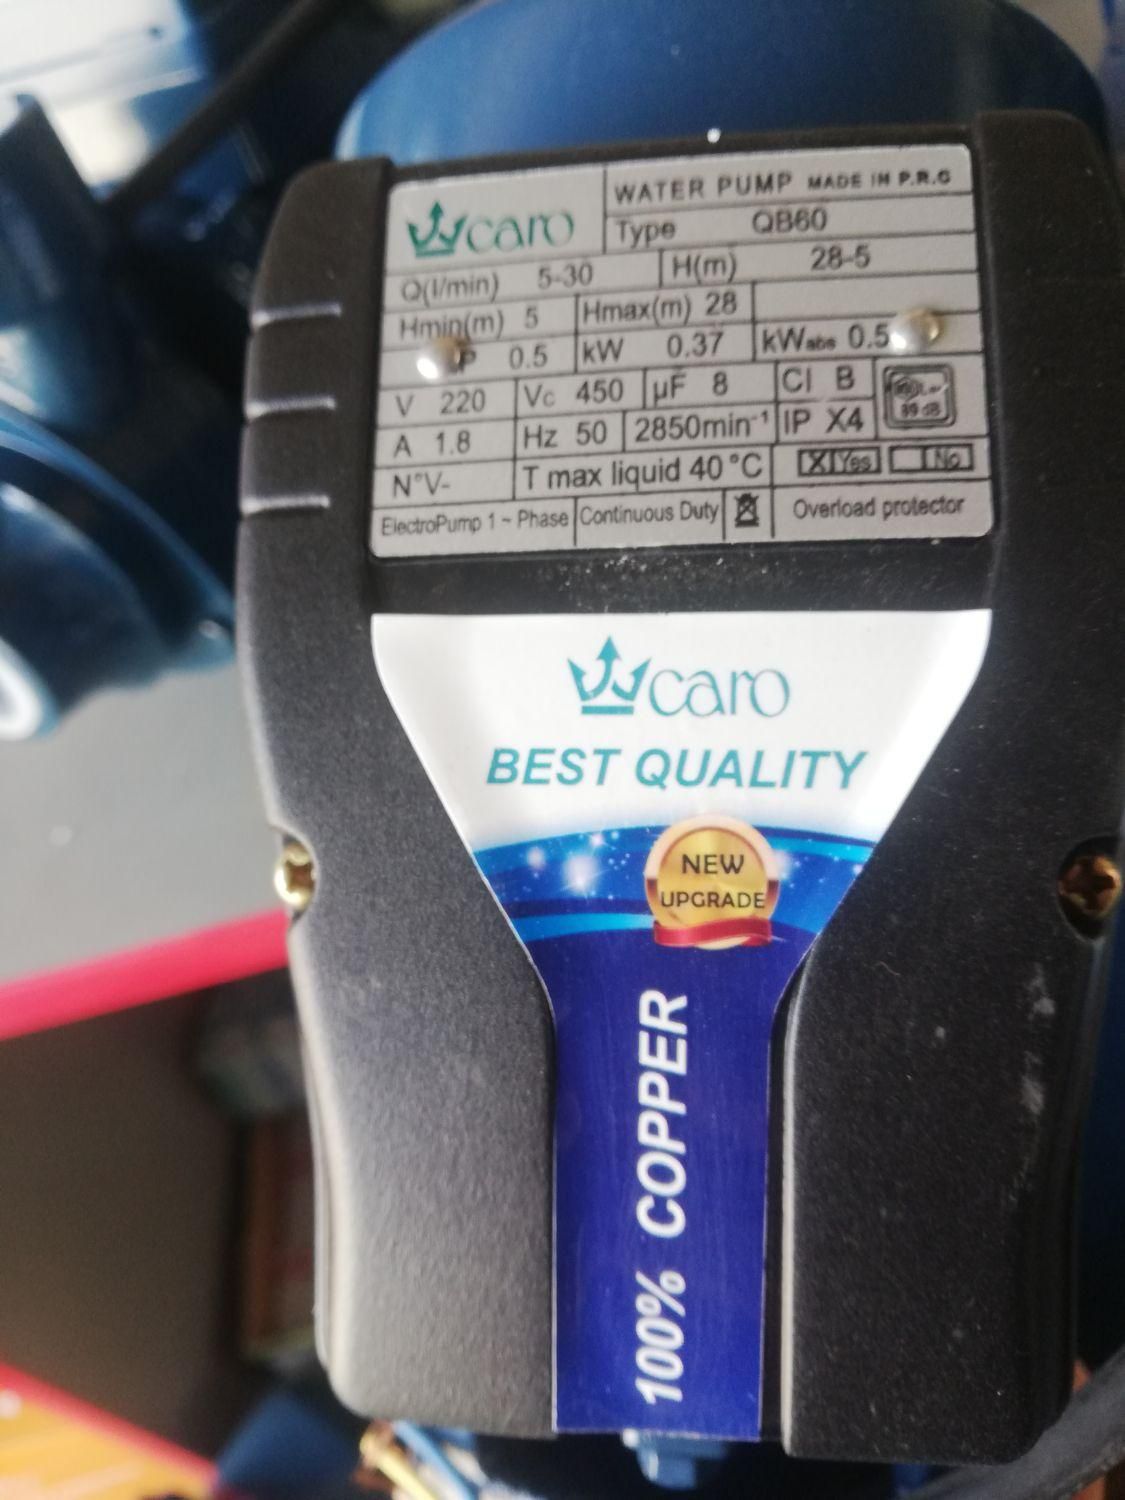 caro
WATER PUMP MADE IN P.R.C
Type QB60
Q(l/min) 5-30 H(m) 28-5
Hmin(m) 5 Hmax(m) 28
P 0.5 kW 0.37 kWabs 0.5
V 220 Vc 450 µF 8 Cl B
A 1.8 Hz 50 2850min⁻¹ IP X4
N°V- T max liquid 40°C X Yes No
ElectroPump 1 ~ Phase Continuous Duty Overload protector
caro
BEST QUALITY
NEW
UPGRADE
100% COPPER